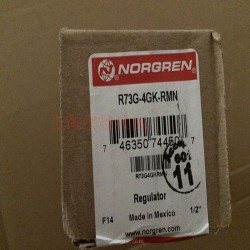 NORGREN
R73G-4GK-RMN
1
7 46350 74450 7
R73G4GKRMN
11
Regulator
F14 Made in Mexico 1/2"
www.norgren.com